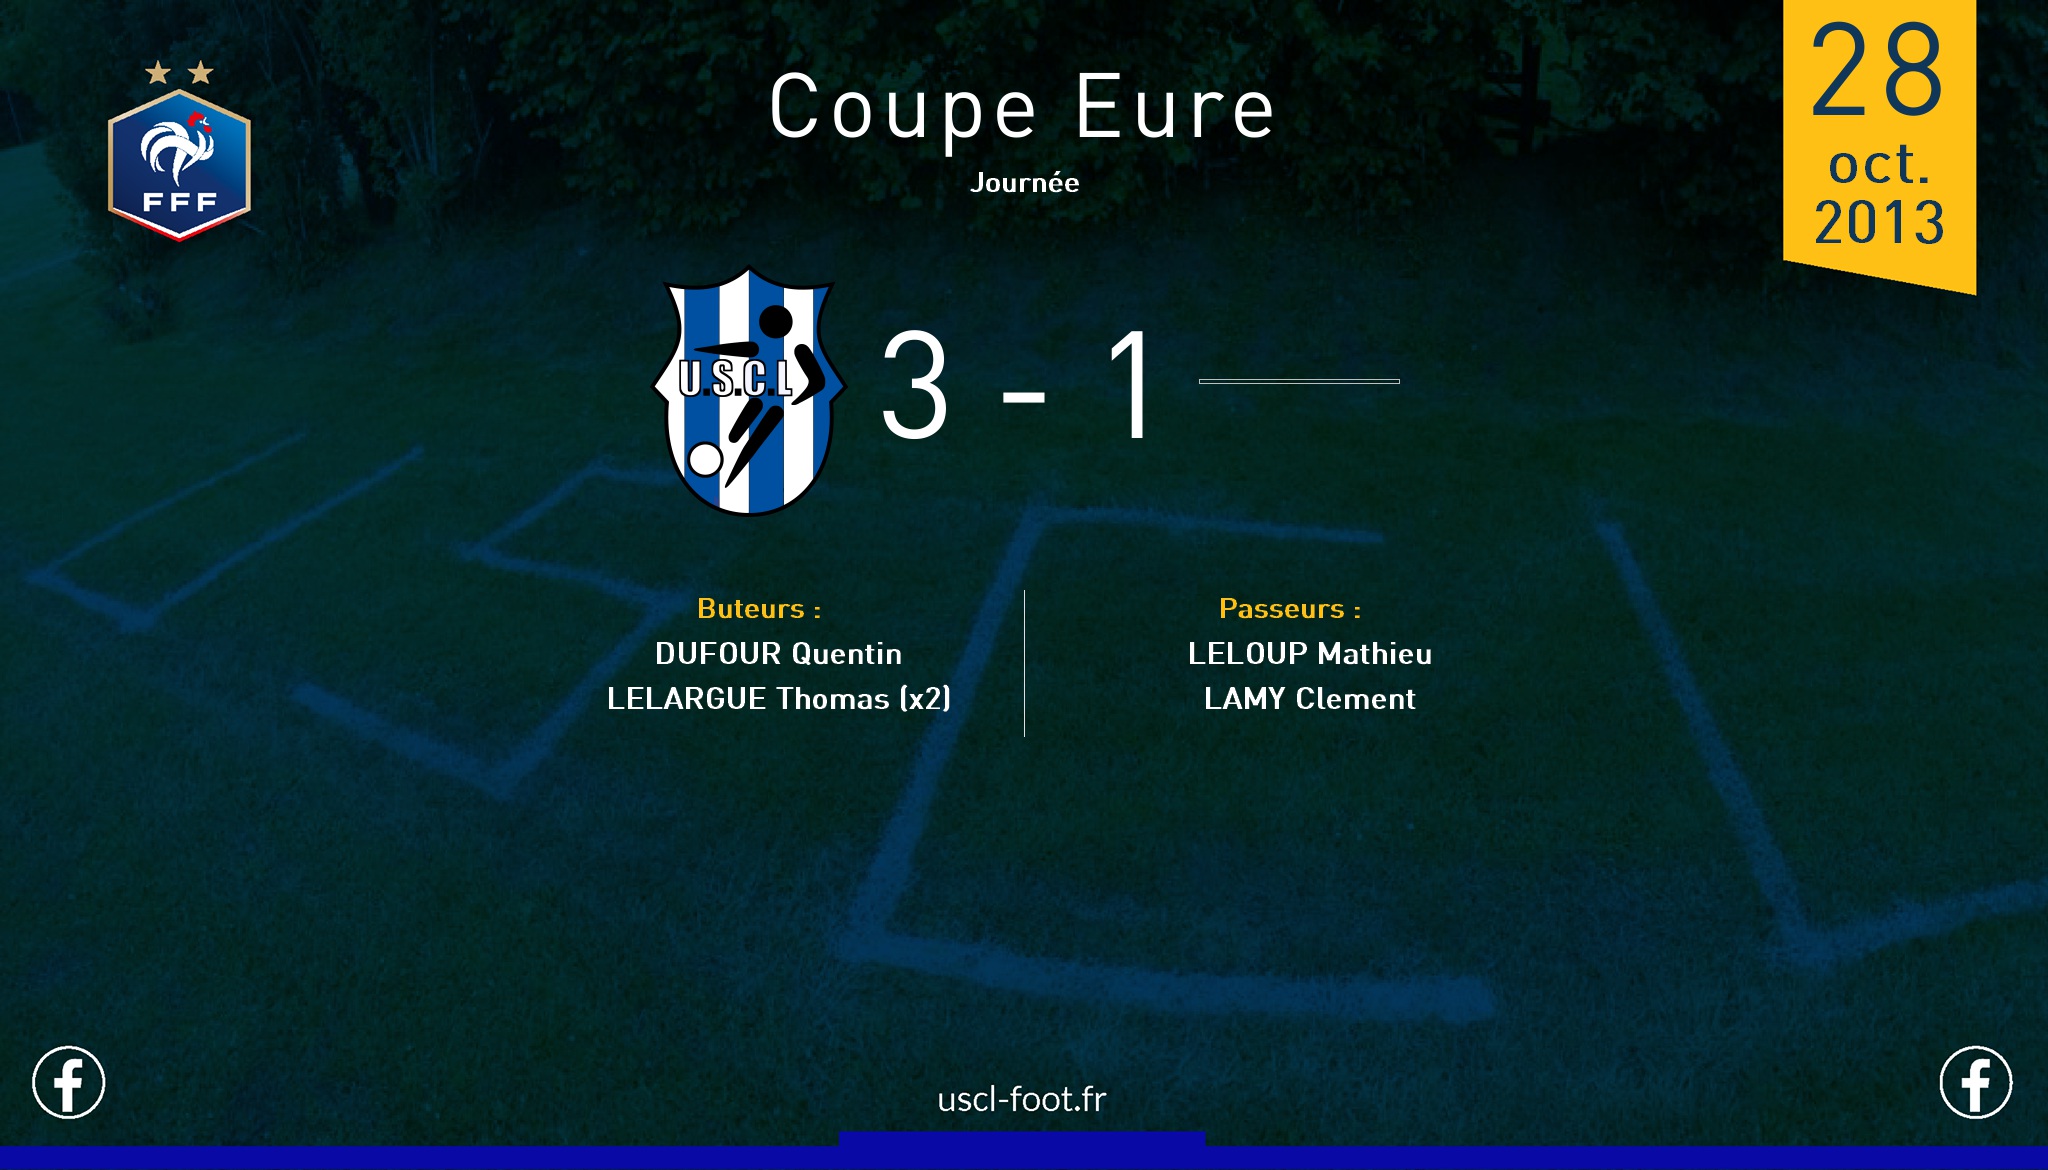 Coupe Eure
Journée
28
oct.
2013
FFF
U.S.C.L
3 - 1
Buteurs :
DUFOUR Quentin
LELARGUE Thomas (x2)
Passeurs :
LELOUP Mathieu
LAMY Clement
uscl-foot.fr